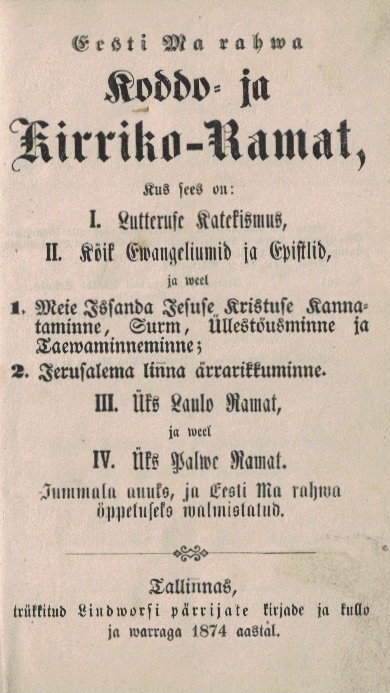 Eesti Ma rahwa
Koddo- ja
Kirriko-Ramat,
Kus sees on:
I. Lutteruse Katekismus,
II. Köik Ewangeliumid ja Epistlid,
ja weel
1. Meie Issanda Jesuse Kristuse Kanna-
taminne, Surm, Üllestöusminne ja
Taewaminneminne;
2. Jerusalema linna ärrarikkuminne.
III. Üks Laulo Ramat,
ja weel
IV. Üks Palwe Ramat.
Jummala auuks, ja Eesti Ma rahwa
öppetuseks walmistatud.
Tallinnas,
trükkitud Lindworsi pärrijate kirjade ja kullo
ja warraga 1874 aastal.